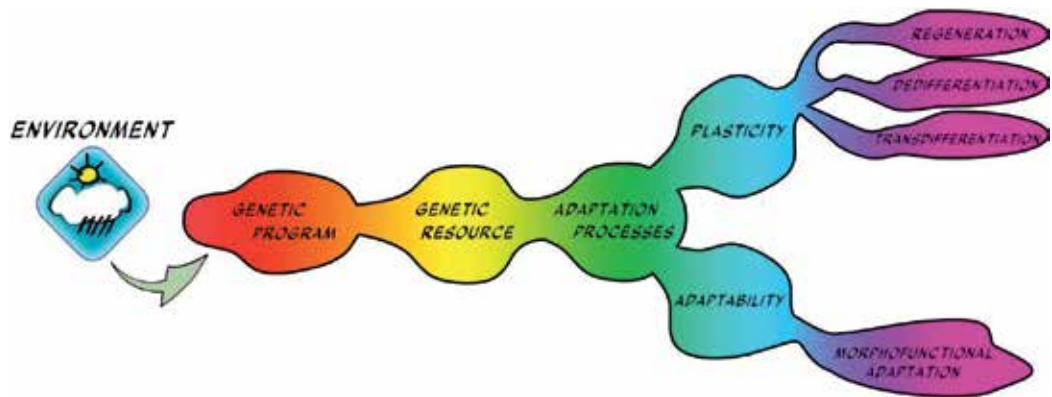 REGENERATION
DEDIFFERENTIATION
TRANSDIFFERENTIATION
PLASTICITY
ENVIRONMENT
GENETIC
PROGRAM
GENETIC
RESOURCE
ADAPTATION
PROCESSES
ADAPTABILITY
MORPHOFUNCTIONAL
ADAPTATION